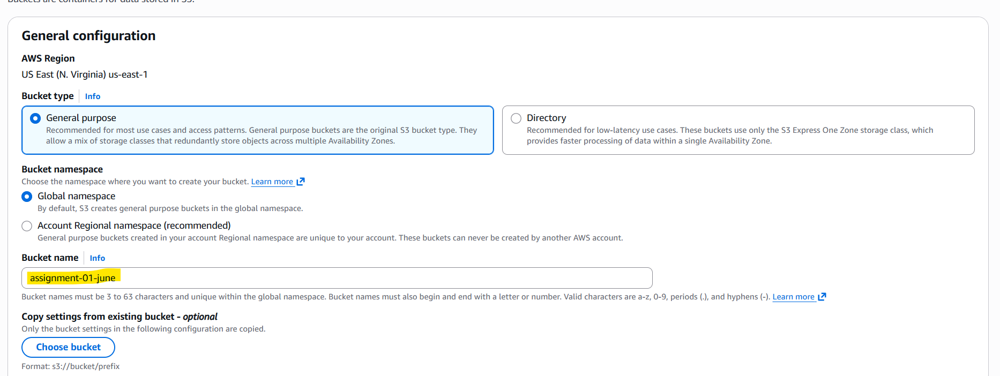 Buckets are containers for data stored in S3.
General configuration
AWS Region
US East (N. Virginia) us-east-1
Bucket type
Info
General purpose
Recommended for most use cases and access patterns. General purpose buckets are the original S3 bucket type. They
allow a mix of storage classes that redundantly store objects across multiple Availability Zones.
Directory
Recommended for low-latency use cases. These buckets use only the S3 Express One Zone storage class, which
provides faster processing of data within a single Availability Zone.
Bucket namespace
Choose the namespace where you want to create your bucket. Learn more
Global namespace
By default, S3 creates general purpose buckets in the global namespace.
Account Regional namespace (recommended)
General purpose buckets created in your account Regional namespace are unique to your account. These buckets can never be created by another AWS account.
Bucket name
Info
assignment-01-june
Bucket names must be 3 to 63 characters and unique within the global namespace. Bucket names must also begin and end with a letter or number. Valid characters are a-z, 0-9, periods (.), and hyphens (-). Learn more
Copy settings from existing bucket - optional
Only the bucket settings in the following configuration are copied.
Choose bucket
Format: s3://bucket/prefix